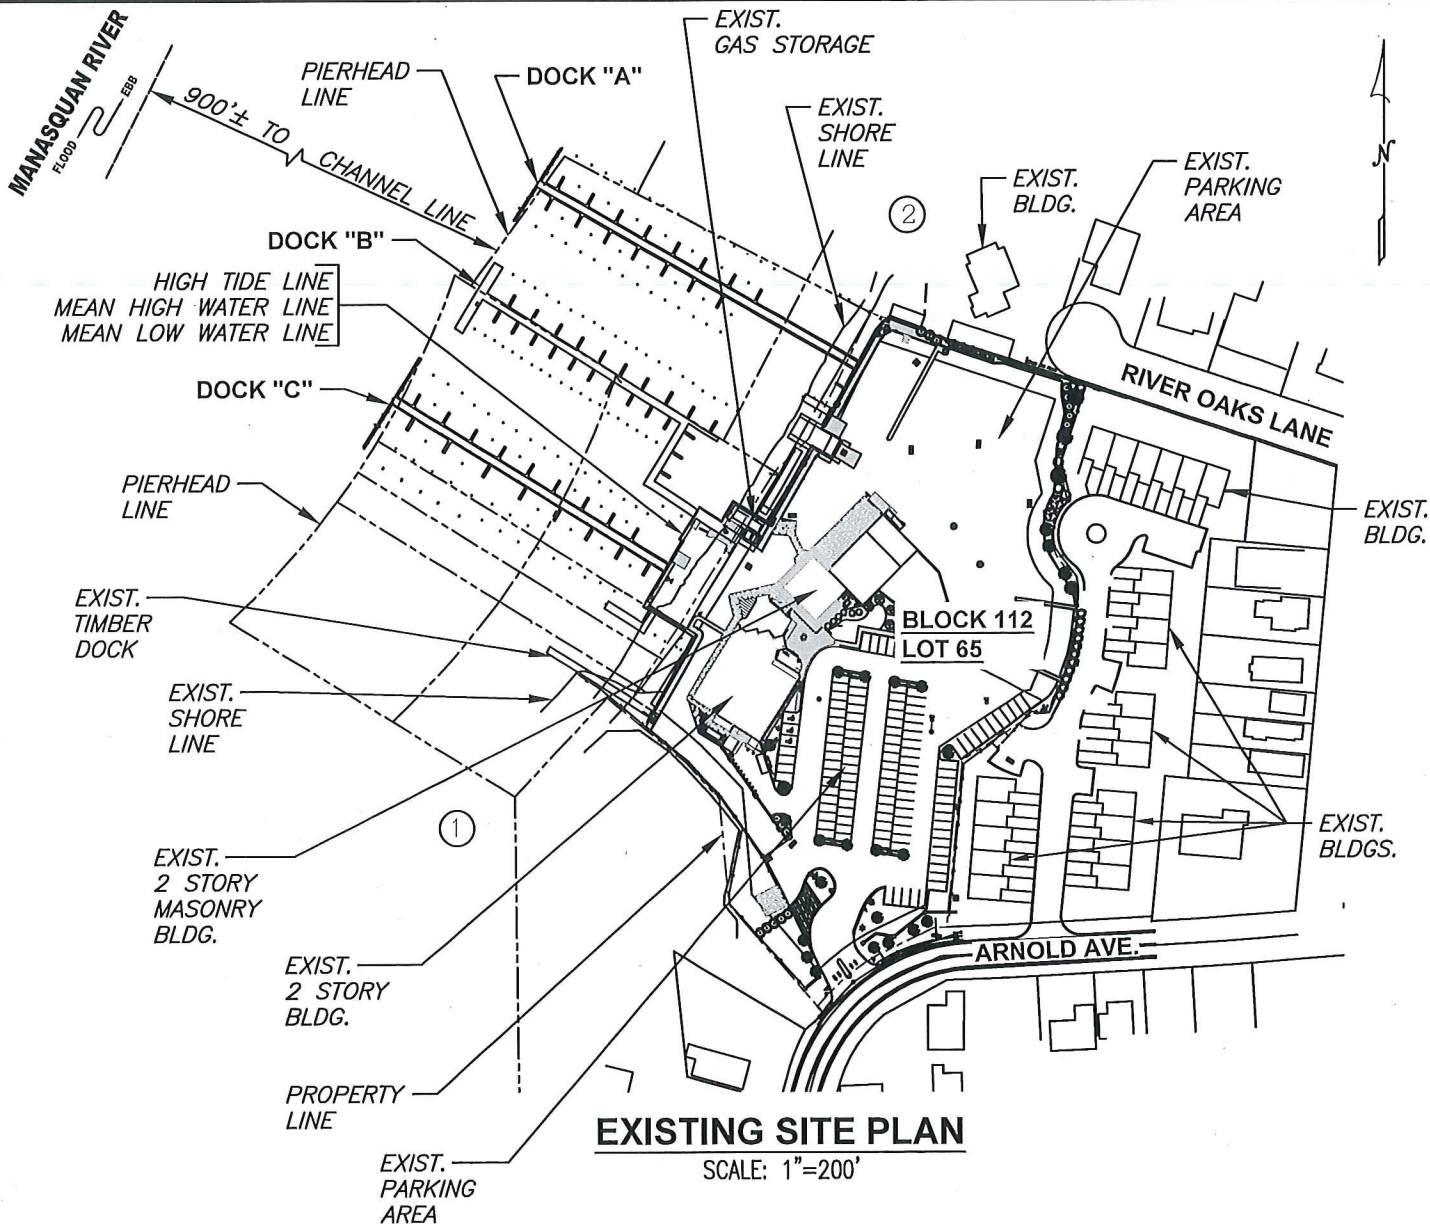 EXIST.
GAS STORAGE
MANASQUAN RIVER
FLOOD
EBB
900'± TO CHANNEL LINE
PIERHEAD
LINE
DOCK "A"
EXIST.
SHORE
LINE
EXIST.
BLDG.
EXIST.
PARKING
AREA
N
2
DOCK "B"
HIGH TIDE LINE
MEAN HIGH WATER LINE
MEAN LOW WATER LINE
DOCK "C"
RIVER OAKS LANE
PIERHEAD
LINE
EXIST.
BLDG.
EXIST.
TIMBER
DOCK
BLOCK 112
LOT 65
EXIST.
SHORE
LINE
1
EXIST.
BLDGS.
EXIST.
2 STORY
MASONRY
BLDG.
ARNOLD AVE.
EXIST.
2 STORY
BLDG.
PROPERTY
LINE
EXIST.
PARKING
AREA
EXISTING SITE PLAN
SCALE: 1"=200'